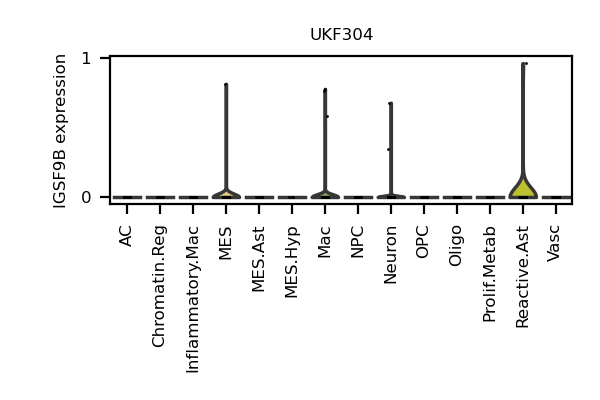 UKF304
IGSF9B expression
1
0
AC
Chromatin.Reg
Inflammatory.Mac
MES
MES.Ast
MES.Hyp
Mac
NPC
Neuron
OPC
Oligo
Prolif.Metab
Reactive.Ast
Vasc